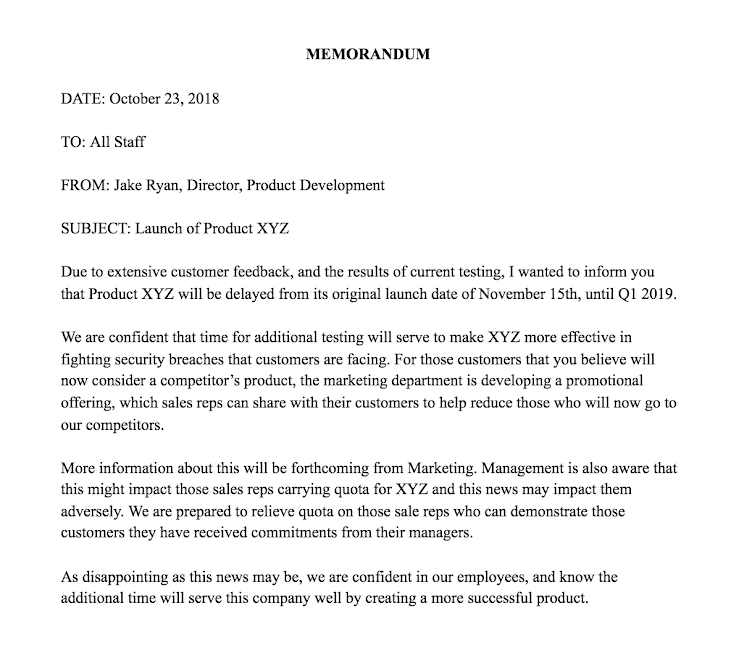 MEMORANDUM
DATE: October 23, 2018
TO: All Staff
FROM: Jake Ryan, Director, Product Development
SUBJECT: Launch of Product XYZ
Due to extensive customer feedback, and the results of current testing, I wanted to inform you
that Product XYZ will be delayed from its original launch date of November 15th, until Q1 2019.
We are confident that time for additional testing will serve to make XYZ more effective in
fighting security breaches that customers are facing. For those customers that you believe will
now consider a competitor’s product, the marketing department is developing a promotional
offering, which sales reps can share with their customers to help reduce those who will now go to
our competitors.
More information about this will be forthcoming from Marketing. Management is also aware that
this might impact those sales reps carrying quota for XYZ and this news may impact them
adversely. We are prepared to relieve quota on those sale reps who can demonstrate those
customers they have received commitments from their managers.
As disappointing as this news may be, we are confident in our employees, and know the
additional time will serve this company well by creating a more successful product.